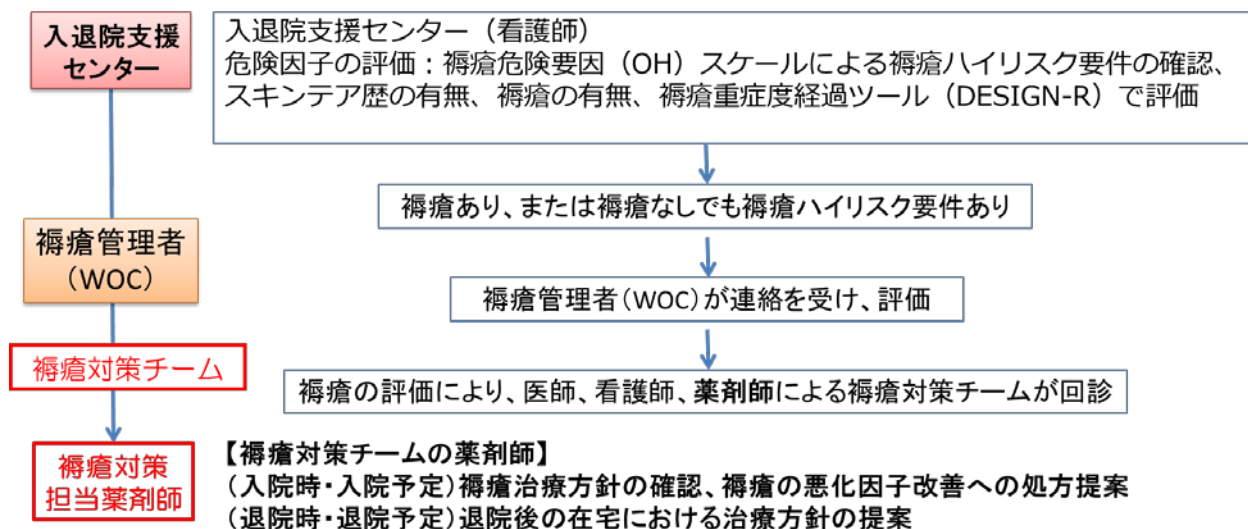 入退院支援
センター
入退院支援センター（看護師）
危険因子の評価：褥瘡危険要因（OH）スケールによる褥瘡ハイリスク要件の確認、
スキンテア歴の有無、褥瘡の有無、褥瘡重症度経過ツール（DESIGN-R）で評価
褥瘡あり、または褥瘡なしでも褥瘡ハイリスク要件あり
褥瘡管理者
（WOC）
褥瘡管理者（WOC）が連絡を受け、評価
褥瘡対策チーム
褥瘡の評価により、医師、看護師、薬剤師による褥瘡対策チームが回診
褥瘡対策
担当薬剤師
【褥瘡対策チームの薬剤師】
（入院時・入院予定）褥瘡治療方針の確認、褥瘡の悪化因子改善への処方提案
（退院時・退院予定）退院後の在宅における治療方針の提案